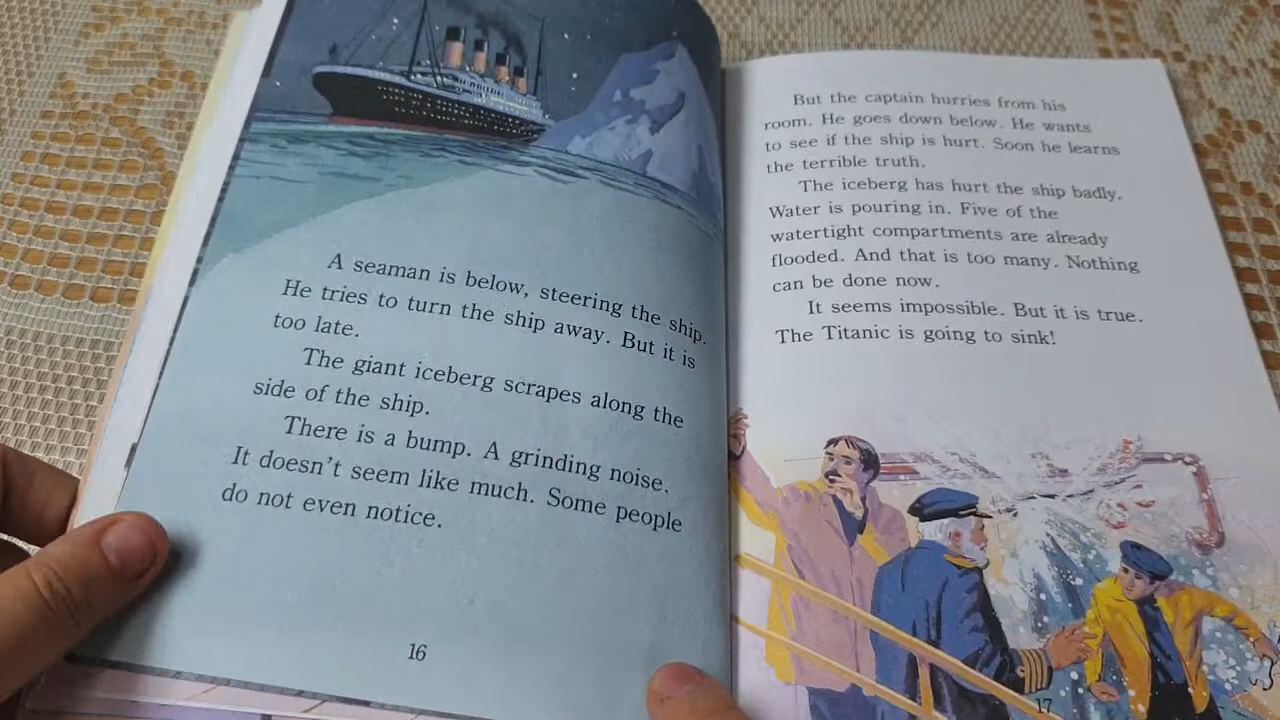 A seaman is below, steering the ship.
He tries to turn the ship away. But it is
too late.
The giant iceberg scrapes along the
side of the ship.
There is a bump. A grinding noise.
It doesn't seem like much. Some people
do not even notice.
16
But the captain hurries from his
room. He goes down below. He wants
to see if the ship is hurt. Soon he learns
the terrible truth.
The iceberg has hurt the ship badly.
Water is pouring in. Five of the
watertight compartments are already
flooded. And that is too many. Nothing
can be done now.
It seems impossible. But it is true.
The Titanic is going to sink!
17